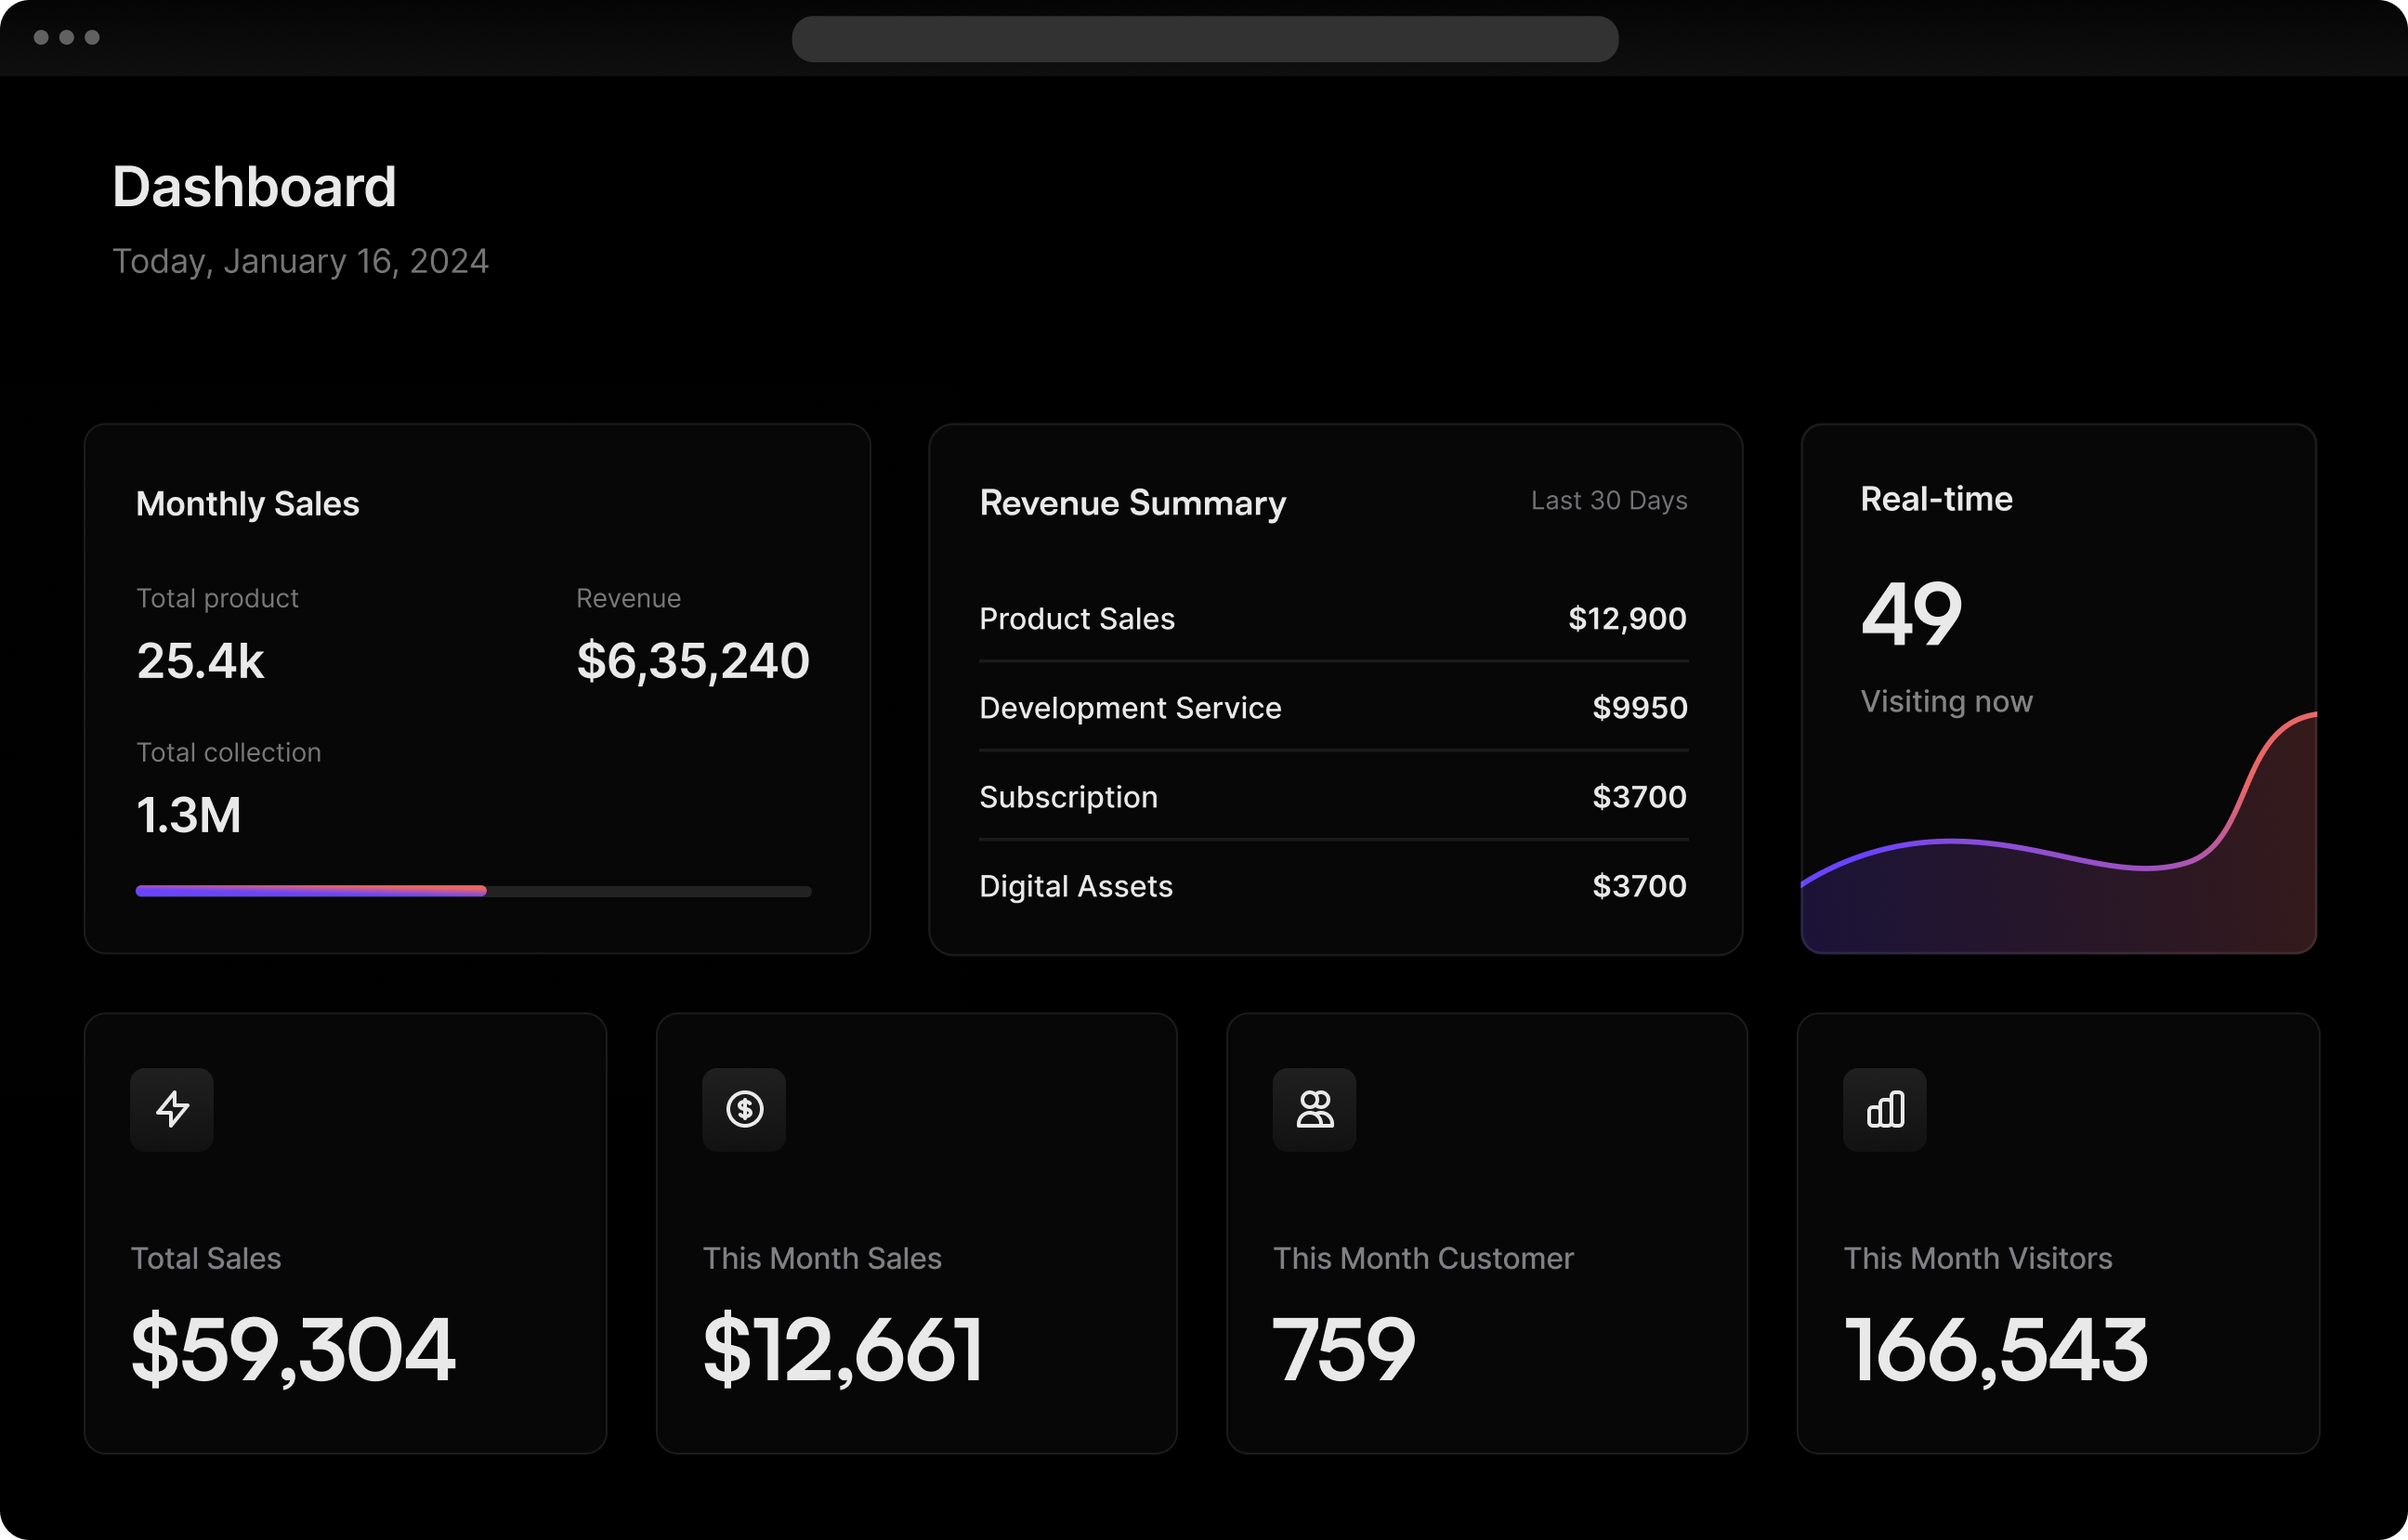 Dashboard
Today, January 16, 2024
Monthly Sales
Total product
25.4k
Revenue
$6,35,240
Total collection
1.3M
Revenue Summary
Last 30 Days
Product Sales $12,900
Development Service $9950
Subscription $3700
Digital Assets $3700
Real-time
49
Visiting now
Total Sales
$59,304
This Month Sales
$12,661
This Month Customer
759
This Month Visitors
166,543